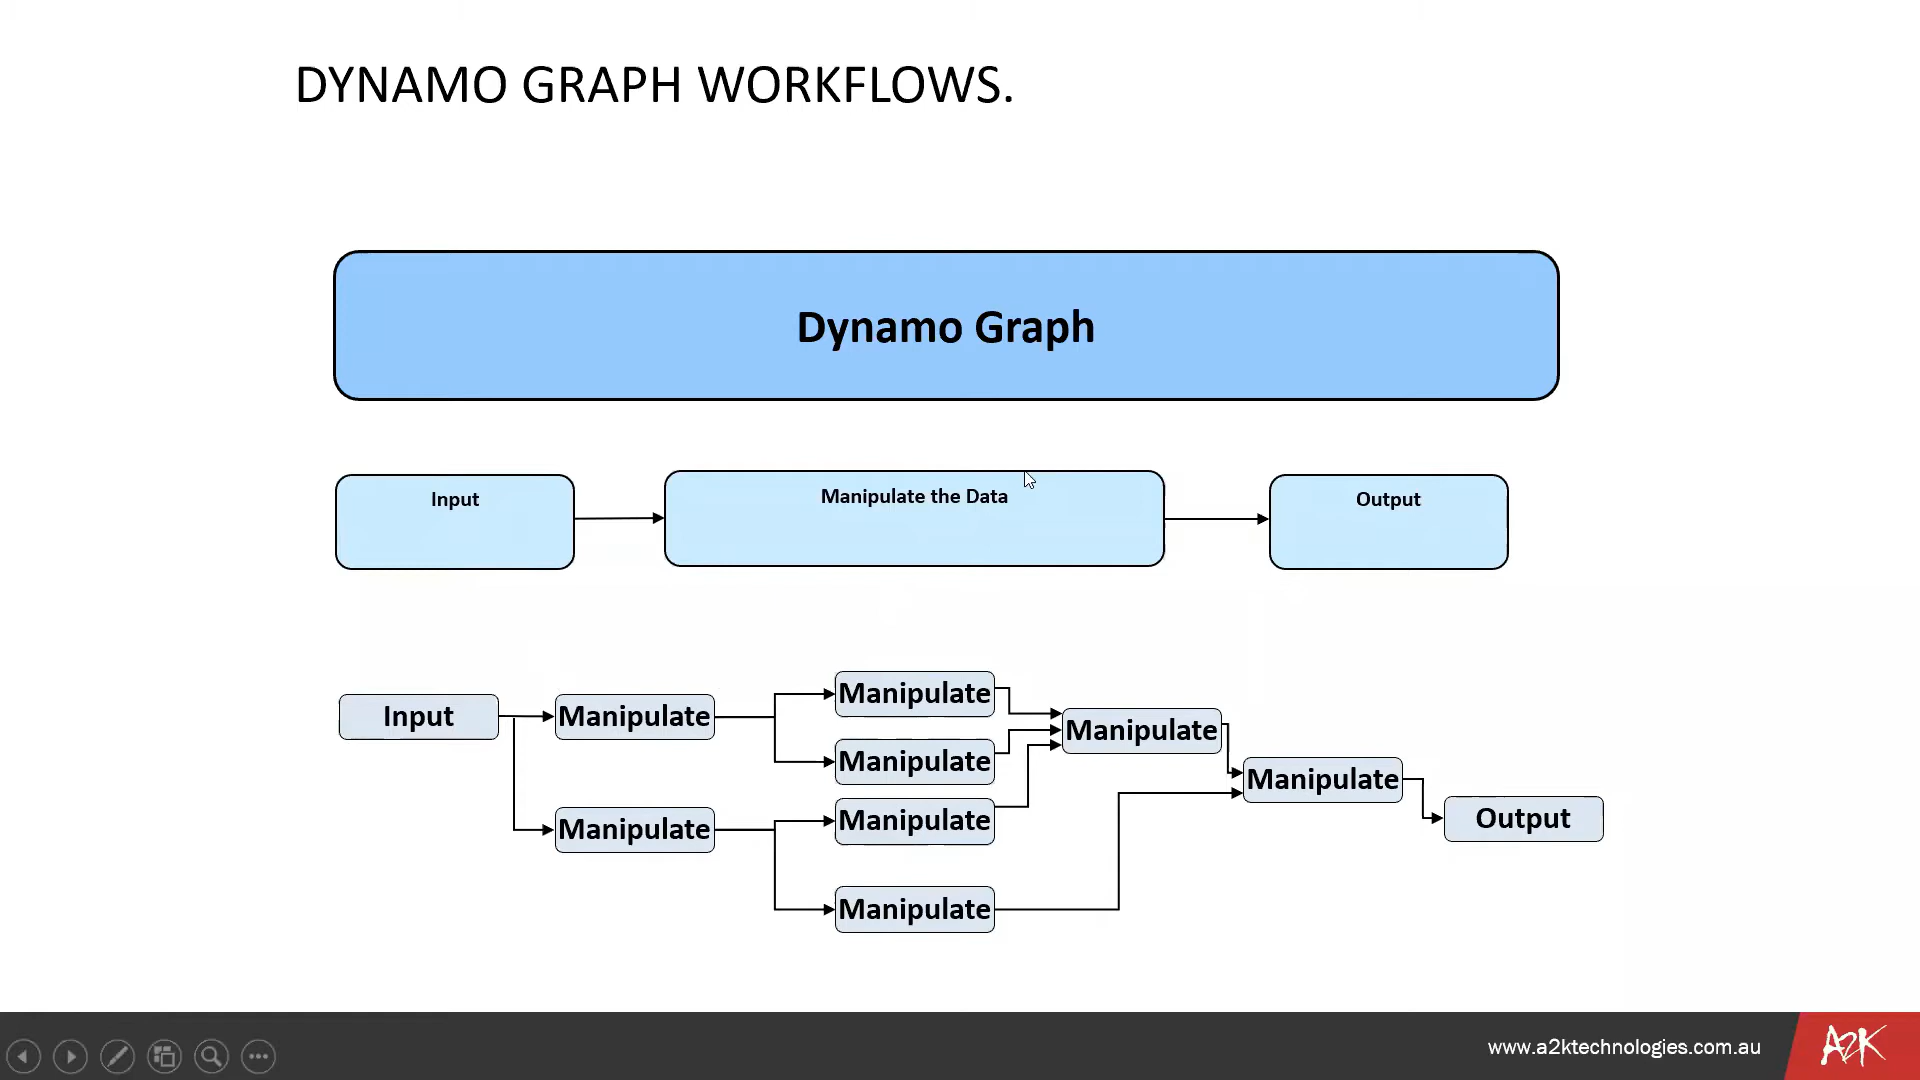 DYNAMO GRAPH WORKFLOWS.
Dynamo Graph
Input
Manipulate the Data
Output
Input
Manipulate
Manipulate
Manipulate
Manipulate
Manipulate
Manipulate
Manipulate
Manipulate
Output
www.a2ktechnologies.com.au
A2K